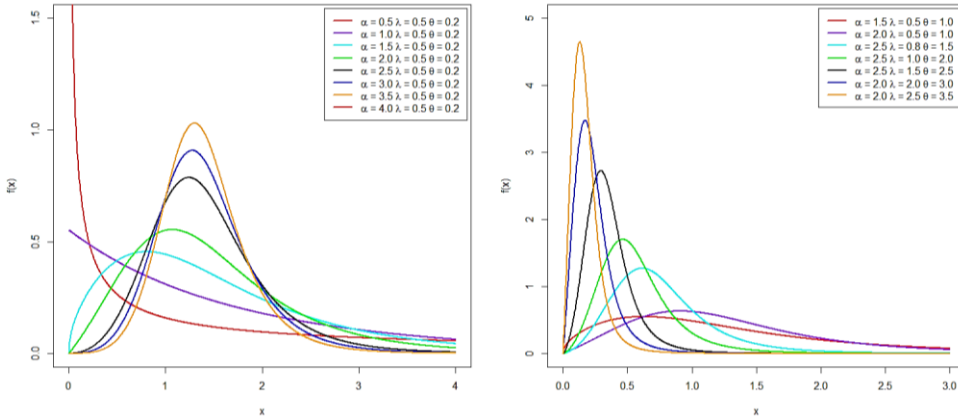 α = 0.5 λ = 0.5 θ = 0.2
α = 1.0 λ = 0.5 θ = 0.2
α = 1.5 λ = 0.5 θ = 0.2
α = 2.0 λ = 0.5 θ = 0.2
α = 2.5 λ = 0.5 θ = 0.2
α = 3.0 λ = 0.5 θ = 0.2
α = 3.5 λ = 0.5 θ = 0.2
α = 4.0 λ = 0.5 θ = 0.2
1.5
1.0
0.5
0.0
f(x)
0
1
2
3
4
x
α = 1.5 λ = 0.5 θ = 1.0
α = 2.0 λ = 0.5 θ = 1.0
α = 2.5 λ = 0.8 θ = 1.5
α = 2.5 λ = 1.0 θ = 2.0
α = 2.5 λ = 1.5 θ = 2.5
α = 2.0 λ = 2.0 θ = 3.0
α = 2.0 λ = 2.5 θ = 3.5
5
4
3
2
1
0
f(x)
0.0
0.5
1.0
1.5
2.0
2.5
3.0
x